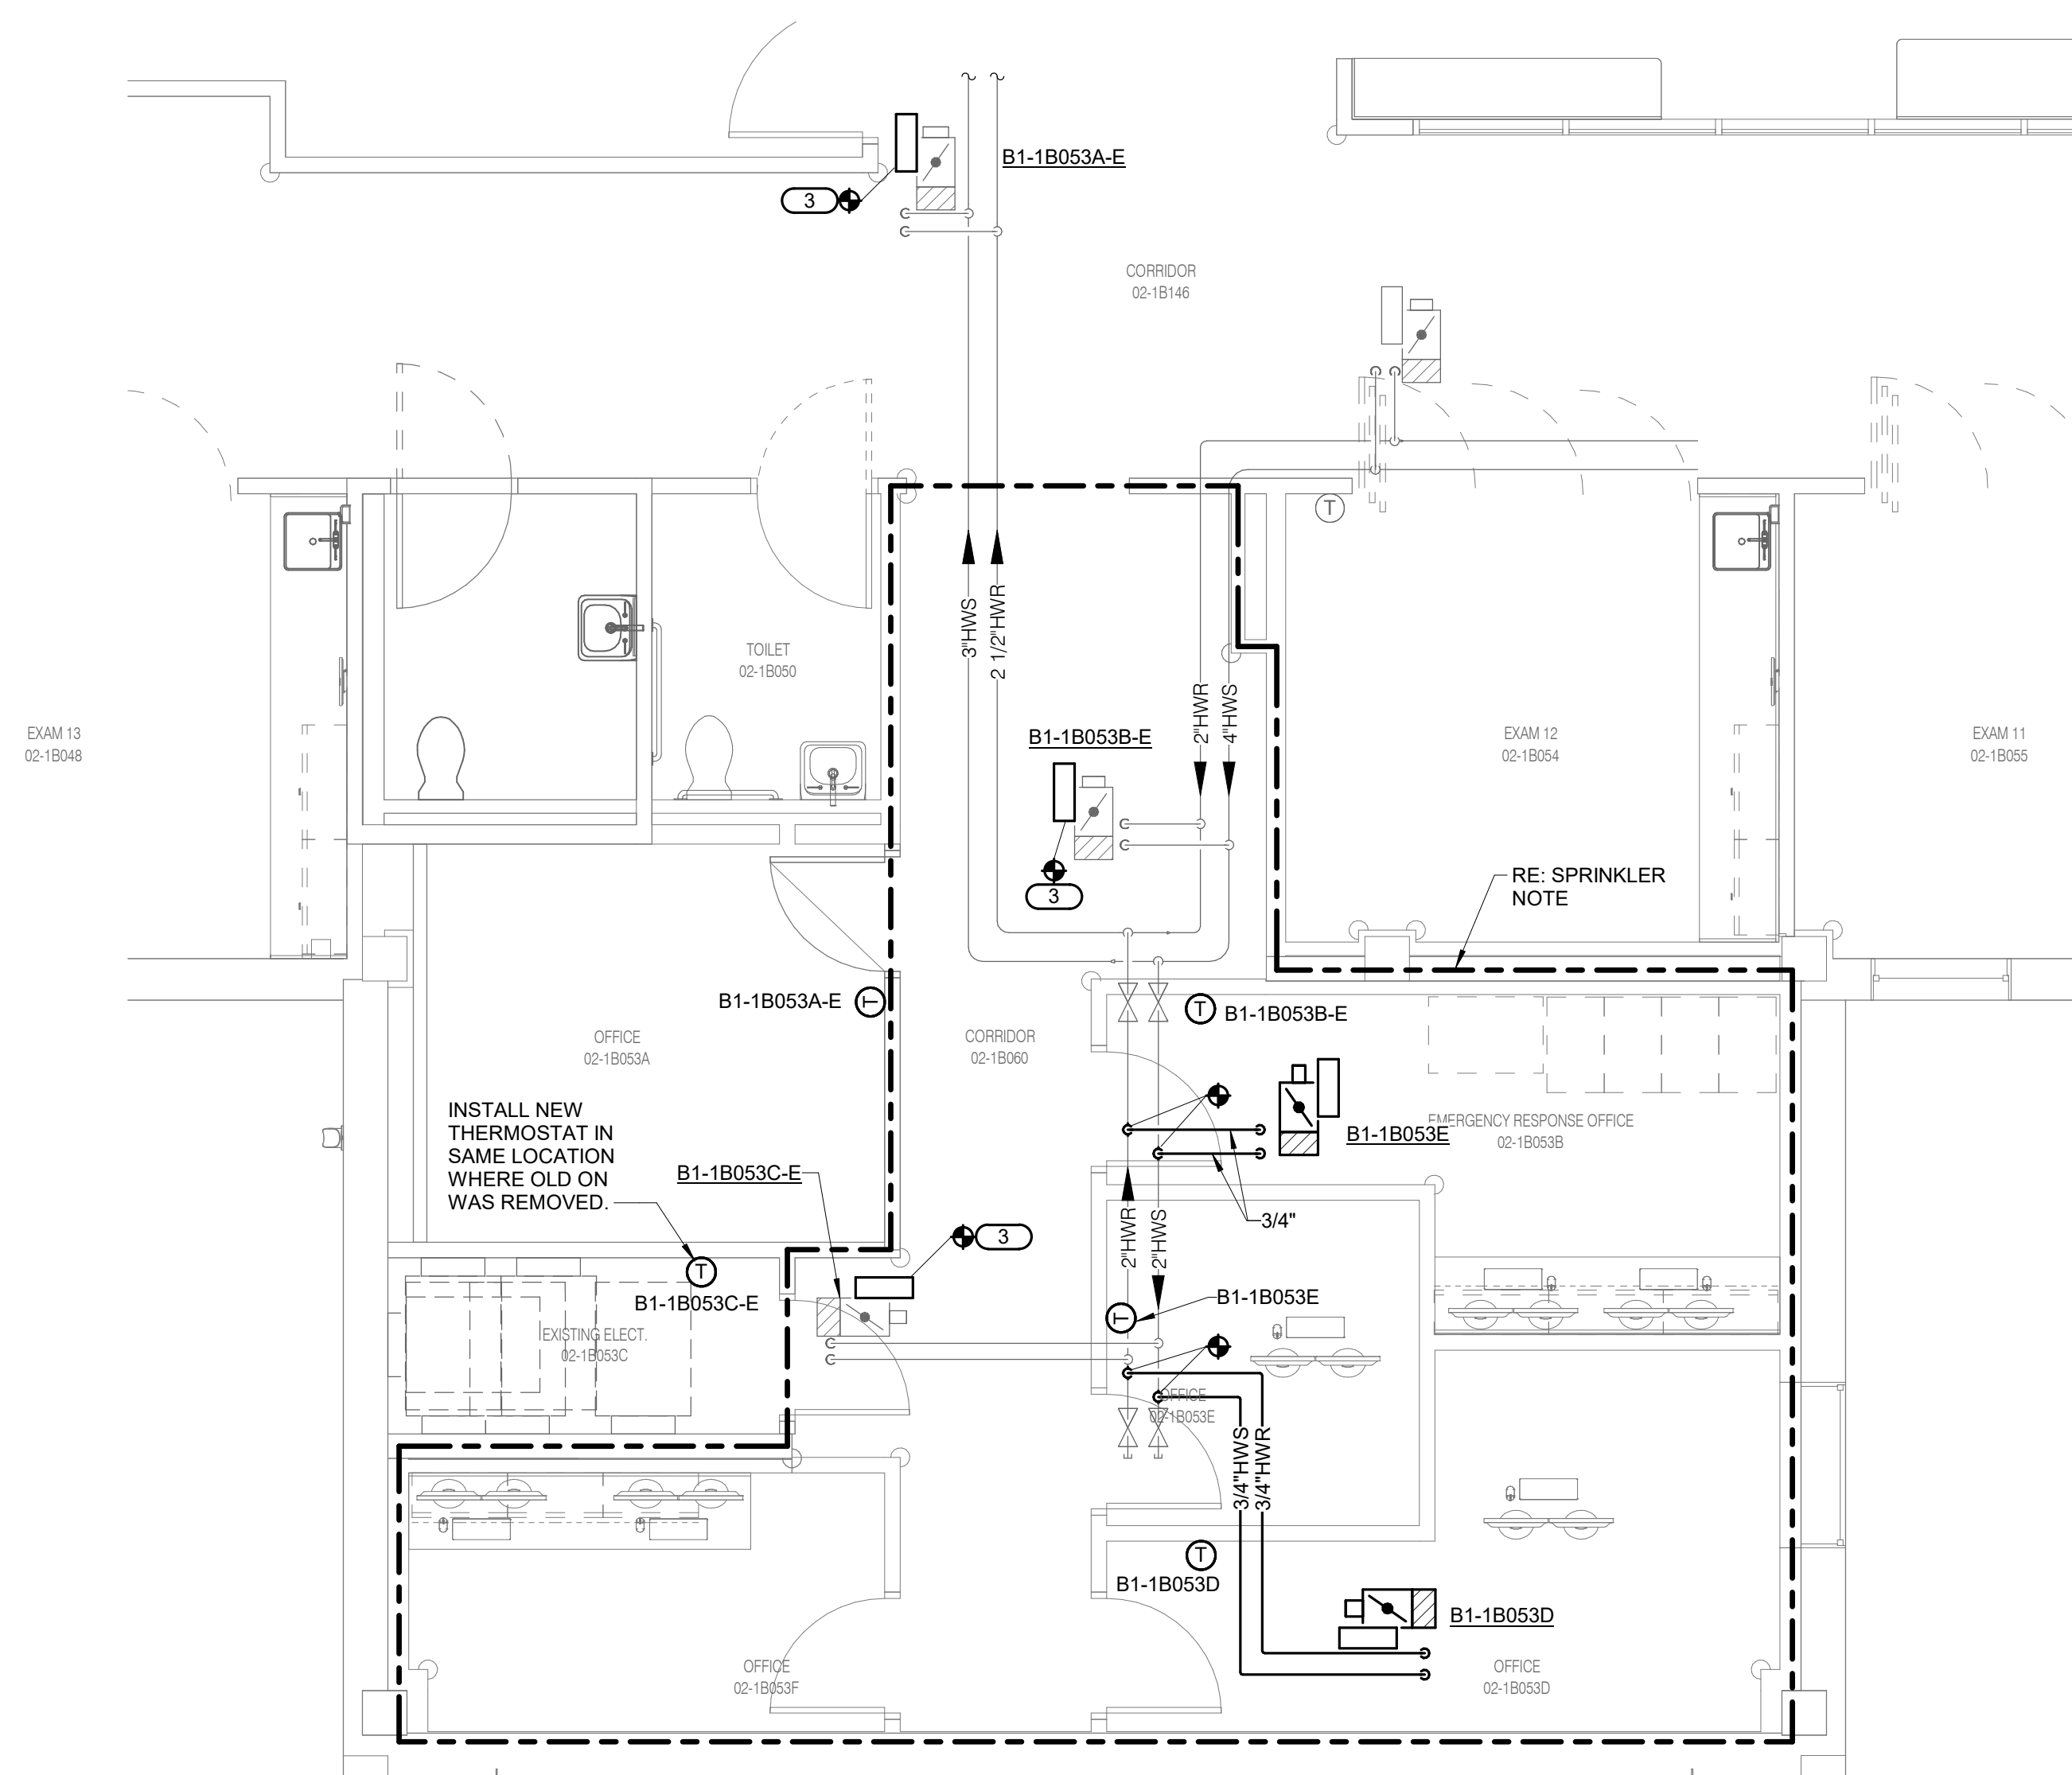 B1-1B053A-E
3
CORRIDOR
02-1B146
T
3"HWS
2 1/2"HWR
TOILET
02-1B050
2"HWR
4"HWS
EXAM 13
02-1B048
B1-1B053B-E
EXAM 12
02-1B054
EXAM 11
02-1B055
3
RE: SPRINKLER
NOTE
B1-1B053A-E
T
T
B1-1B053B-E
OFFICE
02-1B053A
CORRIDOR
02-1B060
INSTALL NEW
THERMOSTAT IN
SAME LOCATION
WHERE OLD ON
WAS REMOVED.
EMERGENCY RESPONSE OFFICE
02-1B053B
B1-1B053E
B1-1B053C-E
3/4"
2"HWR
2"HWS
3
T
B1-1B053C-E
B1-1B053E
T
EXISTING ELECT.
02-1B053C
OFFICE
02-1B053E
3/4"HWS
3/4"HWR
T
B1-1B053D
B1-1B053D
OFFICE
02-1B053F
OFFICE
02-1B053D